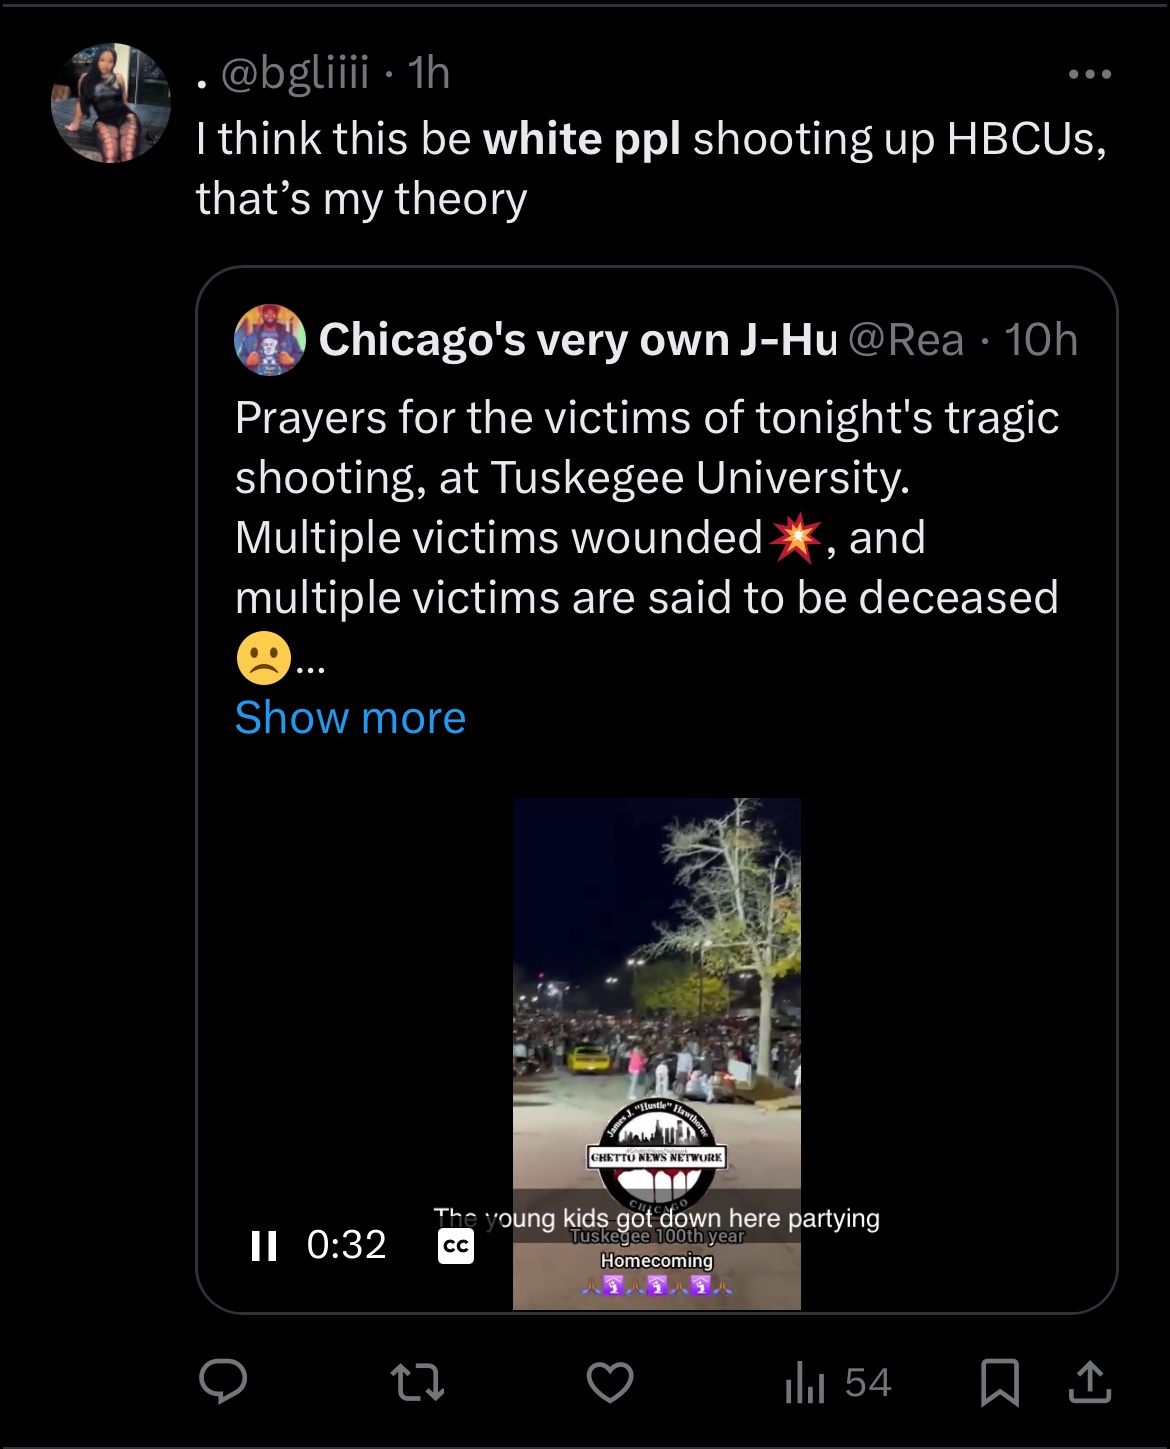 . @bgliiii · 1h
I think this be white ppl shooting up HBCUs,
that’s my theory
Chicago's very own J-Hu @Rea · 10h
Prayers for the victims of tonight's tragic
shooting, at Tuskegee University.
Multiple victims wounded💥, and
multiple victims are said to be deceased
🙁...
Show more
James J. "Hustle" Hawthorne
GHETTO NEWS NETWORK
CHICAGO
The young kids got down here partying
0:32
CC
Tuskegee 100th year
Homecoming
54